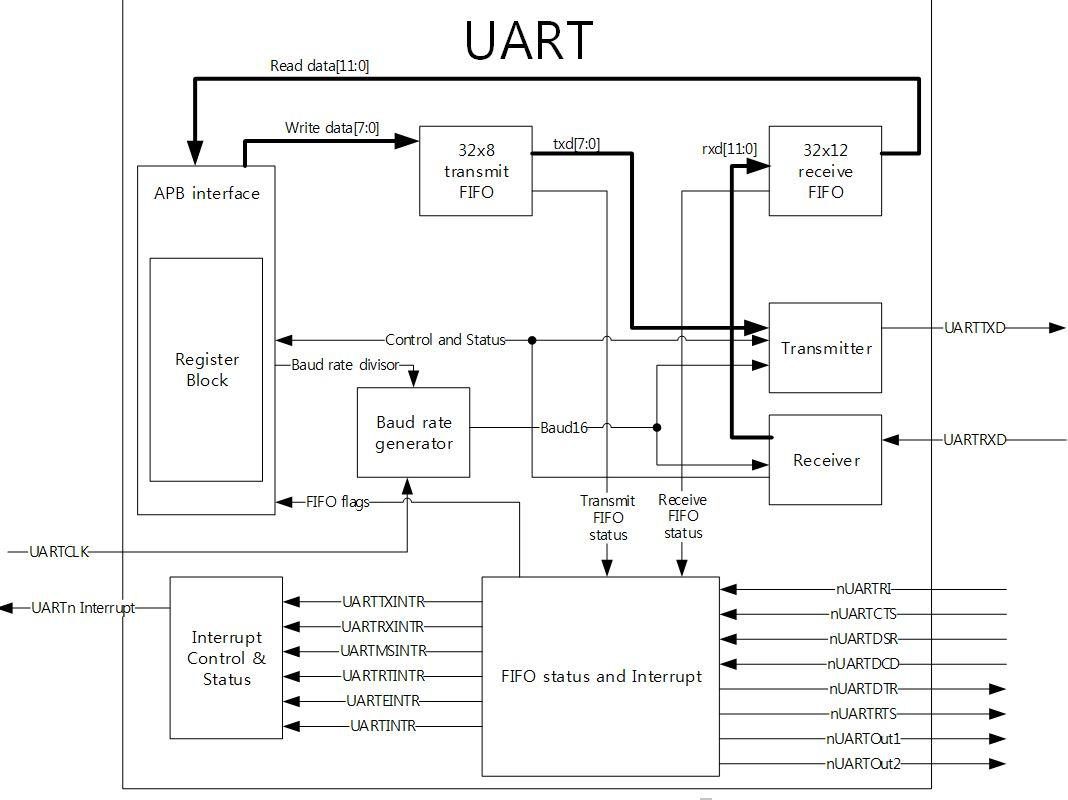 UART
Read data[11:0]
Write data[7:0]
32x8
transmit
FIFO
txd[7:0]
rxd[11:0]
32x12
receive
FIFO
APB interface
Register
Block
Control and Status
Baud rate divisor
Baud rate
generator
Baud16
Transmitter
UARTTXD
Receiver
UARTRXD
FIFO flags
Transmit
FIFO
status
Receive
FIFO
status
UARTCLK
UARTn Interrupt
Interrupt
Control &
Status
UARTTXINTR
UARTRXINTR
UARTMSINTR
UARTRTINTR
UARTEINTR
UARTINTR
FIFO status and Interrupt
nUARTRI
nUARTCTS
nUARTDSR
nUARTDCD
nUARTDTR
nUARTRTS
nUARTOut1
nUARTOut2